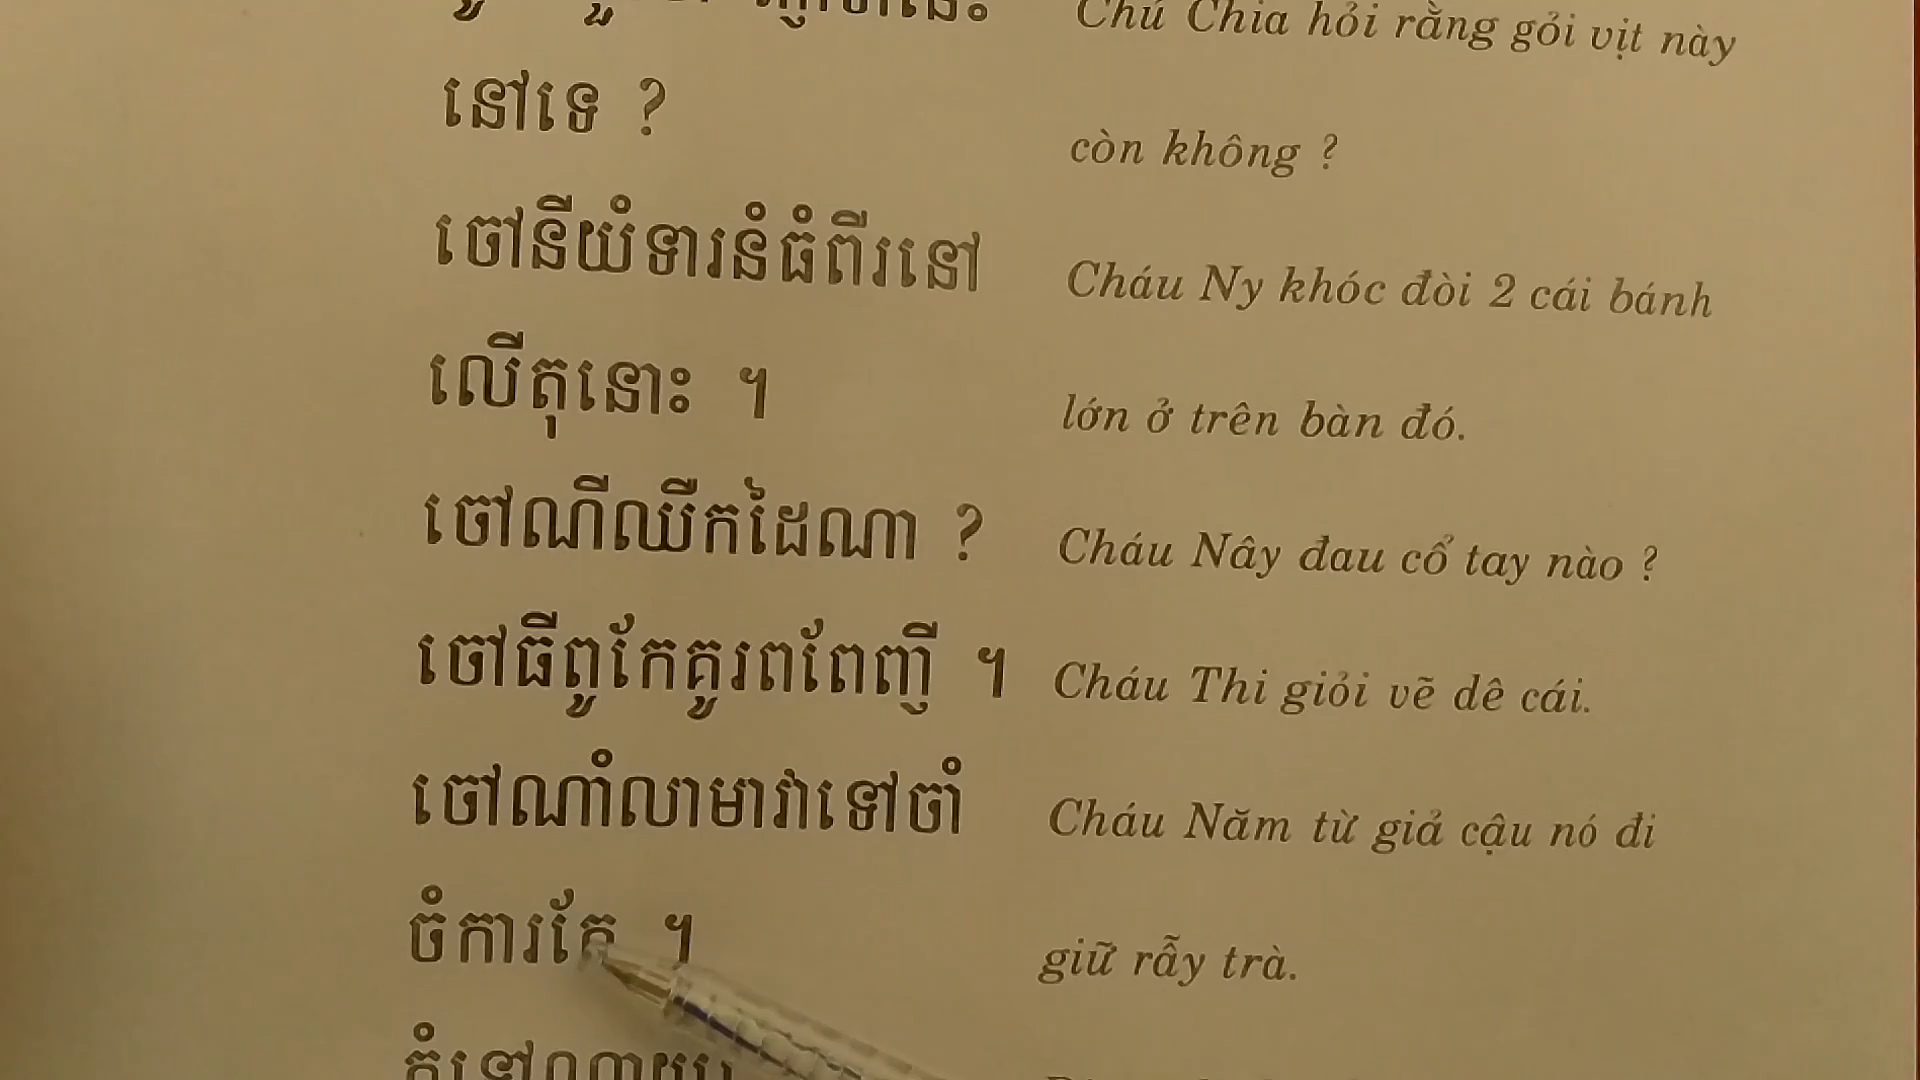 Chú Chia hỏi rằng gỏi vịt này
នៅទេ ?
còn không ?
ចៅនីយំទារនំធំពីរនៅ
Cháu Ny khóc đòi 2 cái bánh
លើតុនោះ ។
lớn ở trên bàn đó.
ចៅណីឈឺកដៃណា ?
Cháu Nây đau cổ tay nào ?
ចៅធីពូកែគូរពពែញី ។
Cháu Thi giỏi vẽ dê cái.
ចៅណាំលាមាវាទៅចាំ
Cháu Năm từ giả cậu nó đi
ចំការតែ ។
giữ rẫy trà.